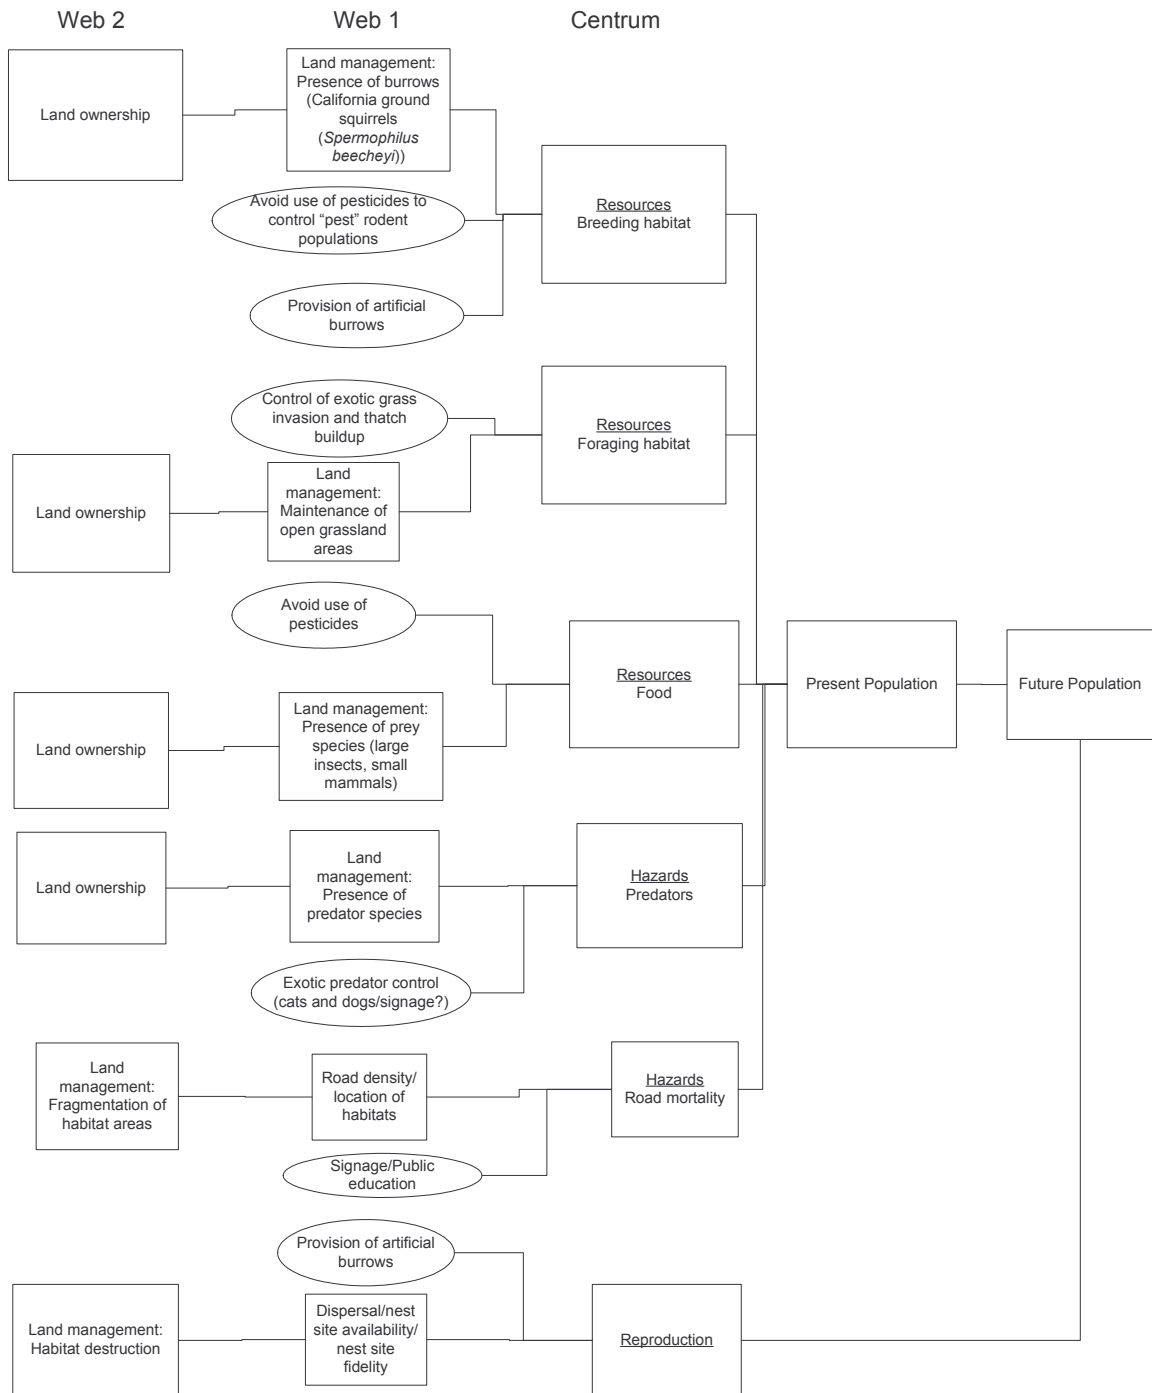 Web 2
Web 1
Centrum
Land ownership
Land management:
Presence of burrows
(California ground
squirrels
(Spermophilus
beecheyi))
Avoid use of pesticides to
control “pest” rodent
populations
Provision of artificial
burrows
Resources
Breeding habitat
Control of exotic grass
invasion and thatch
buildup
Resources
Foraging habitat
Land ownership
Land
management:
Maintenance of
open grassland
areas
Avoid use of
pesticides
Resources
Food
Present Population
Future Population
Land ownership
Land management:
Presence of prey
species (large
insects, small
mammals)
Land ownership
Land
management:
Presence of
predator species
Hazards
Predators
Exotic predator control
(cats and dogs/signage?)
Land
management:
Fragmentation of
habitat areas
Road density/
location of
habitats
Hazards
Road mortality
Signage/Public
education
Provision of artificial
burrows
Land management:
Habitat destruction
Dispersal/nest
site availability/
nest site
fidelity
Reproduction